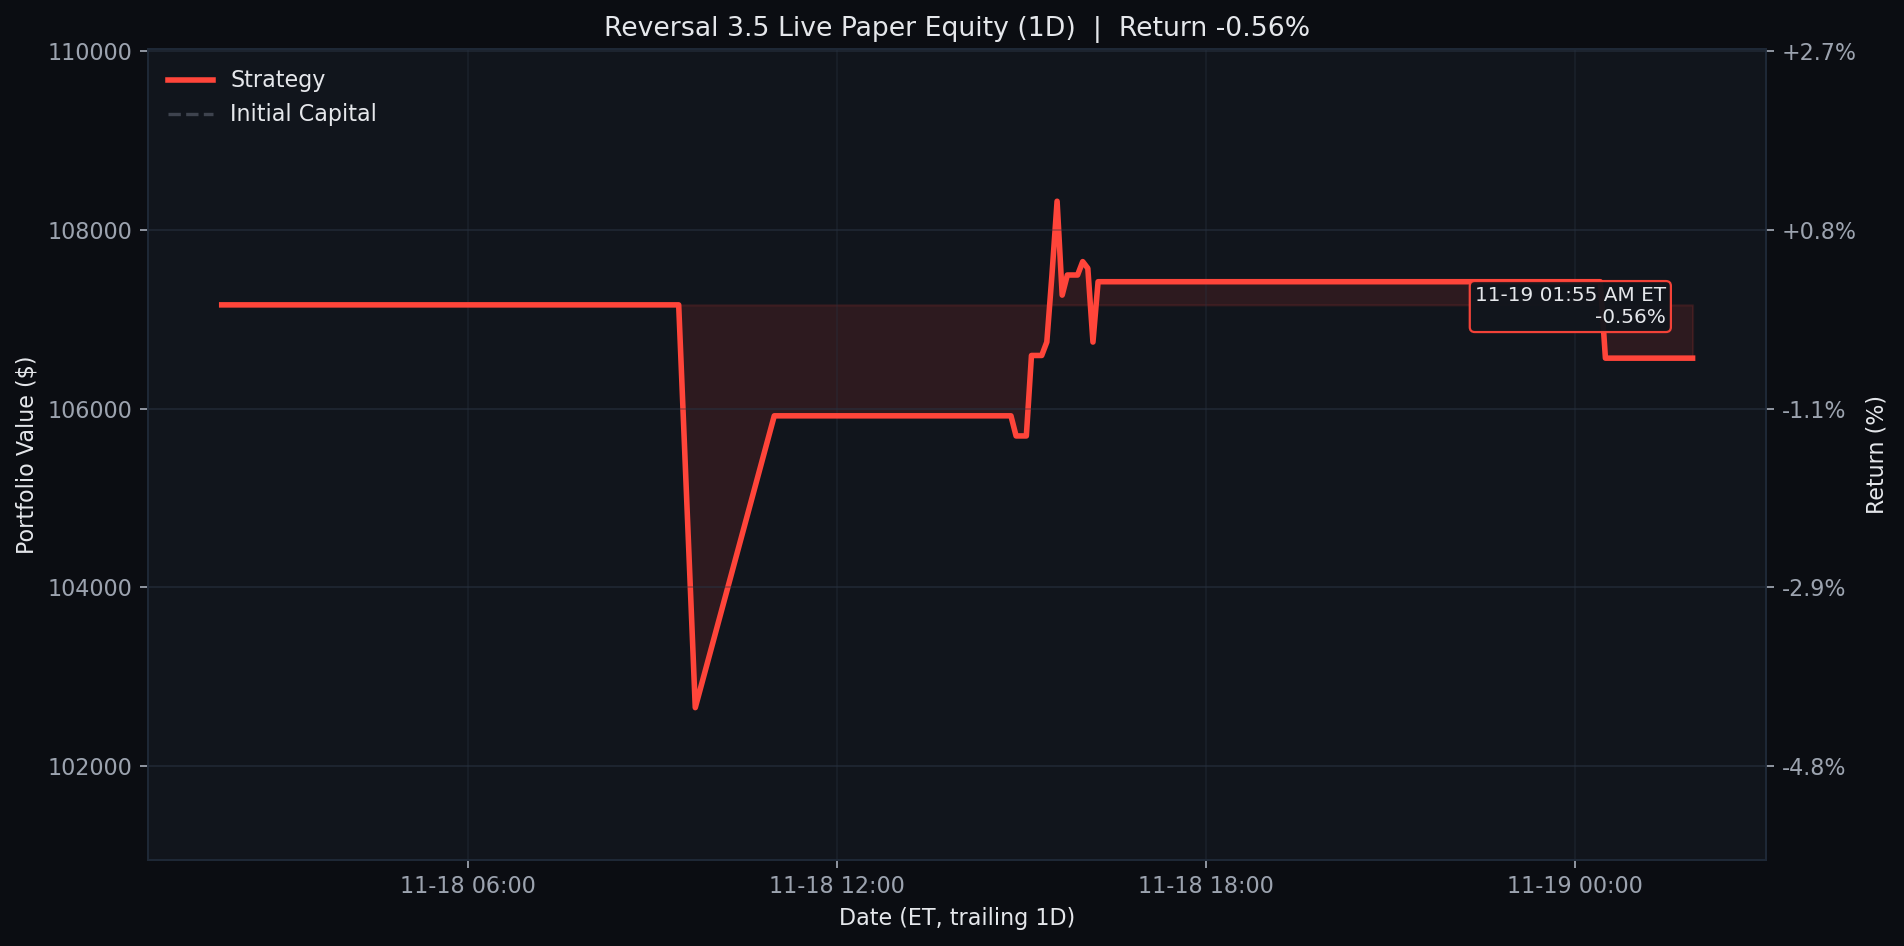 Reversal 3.5 Live Paper Equity (1D)  |  Return -0.56%
Strategy
Initial Capital
110000
108000
106000
104000
102000
Portfolio Value ($)
+2.7%
+0.8%
-1.1%
-2.9%
-4.8%
Return (%)
11-19 01:55 AM ET
-0.56%
11-18 06:00
11-18 12:00
11-18 18:00
11-19 00:00
Date (ET, trailing 1D)